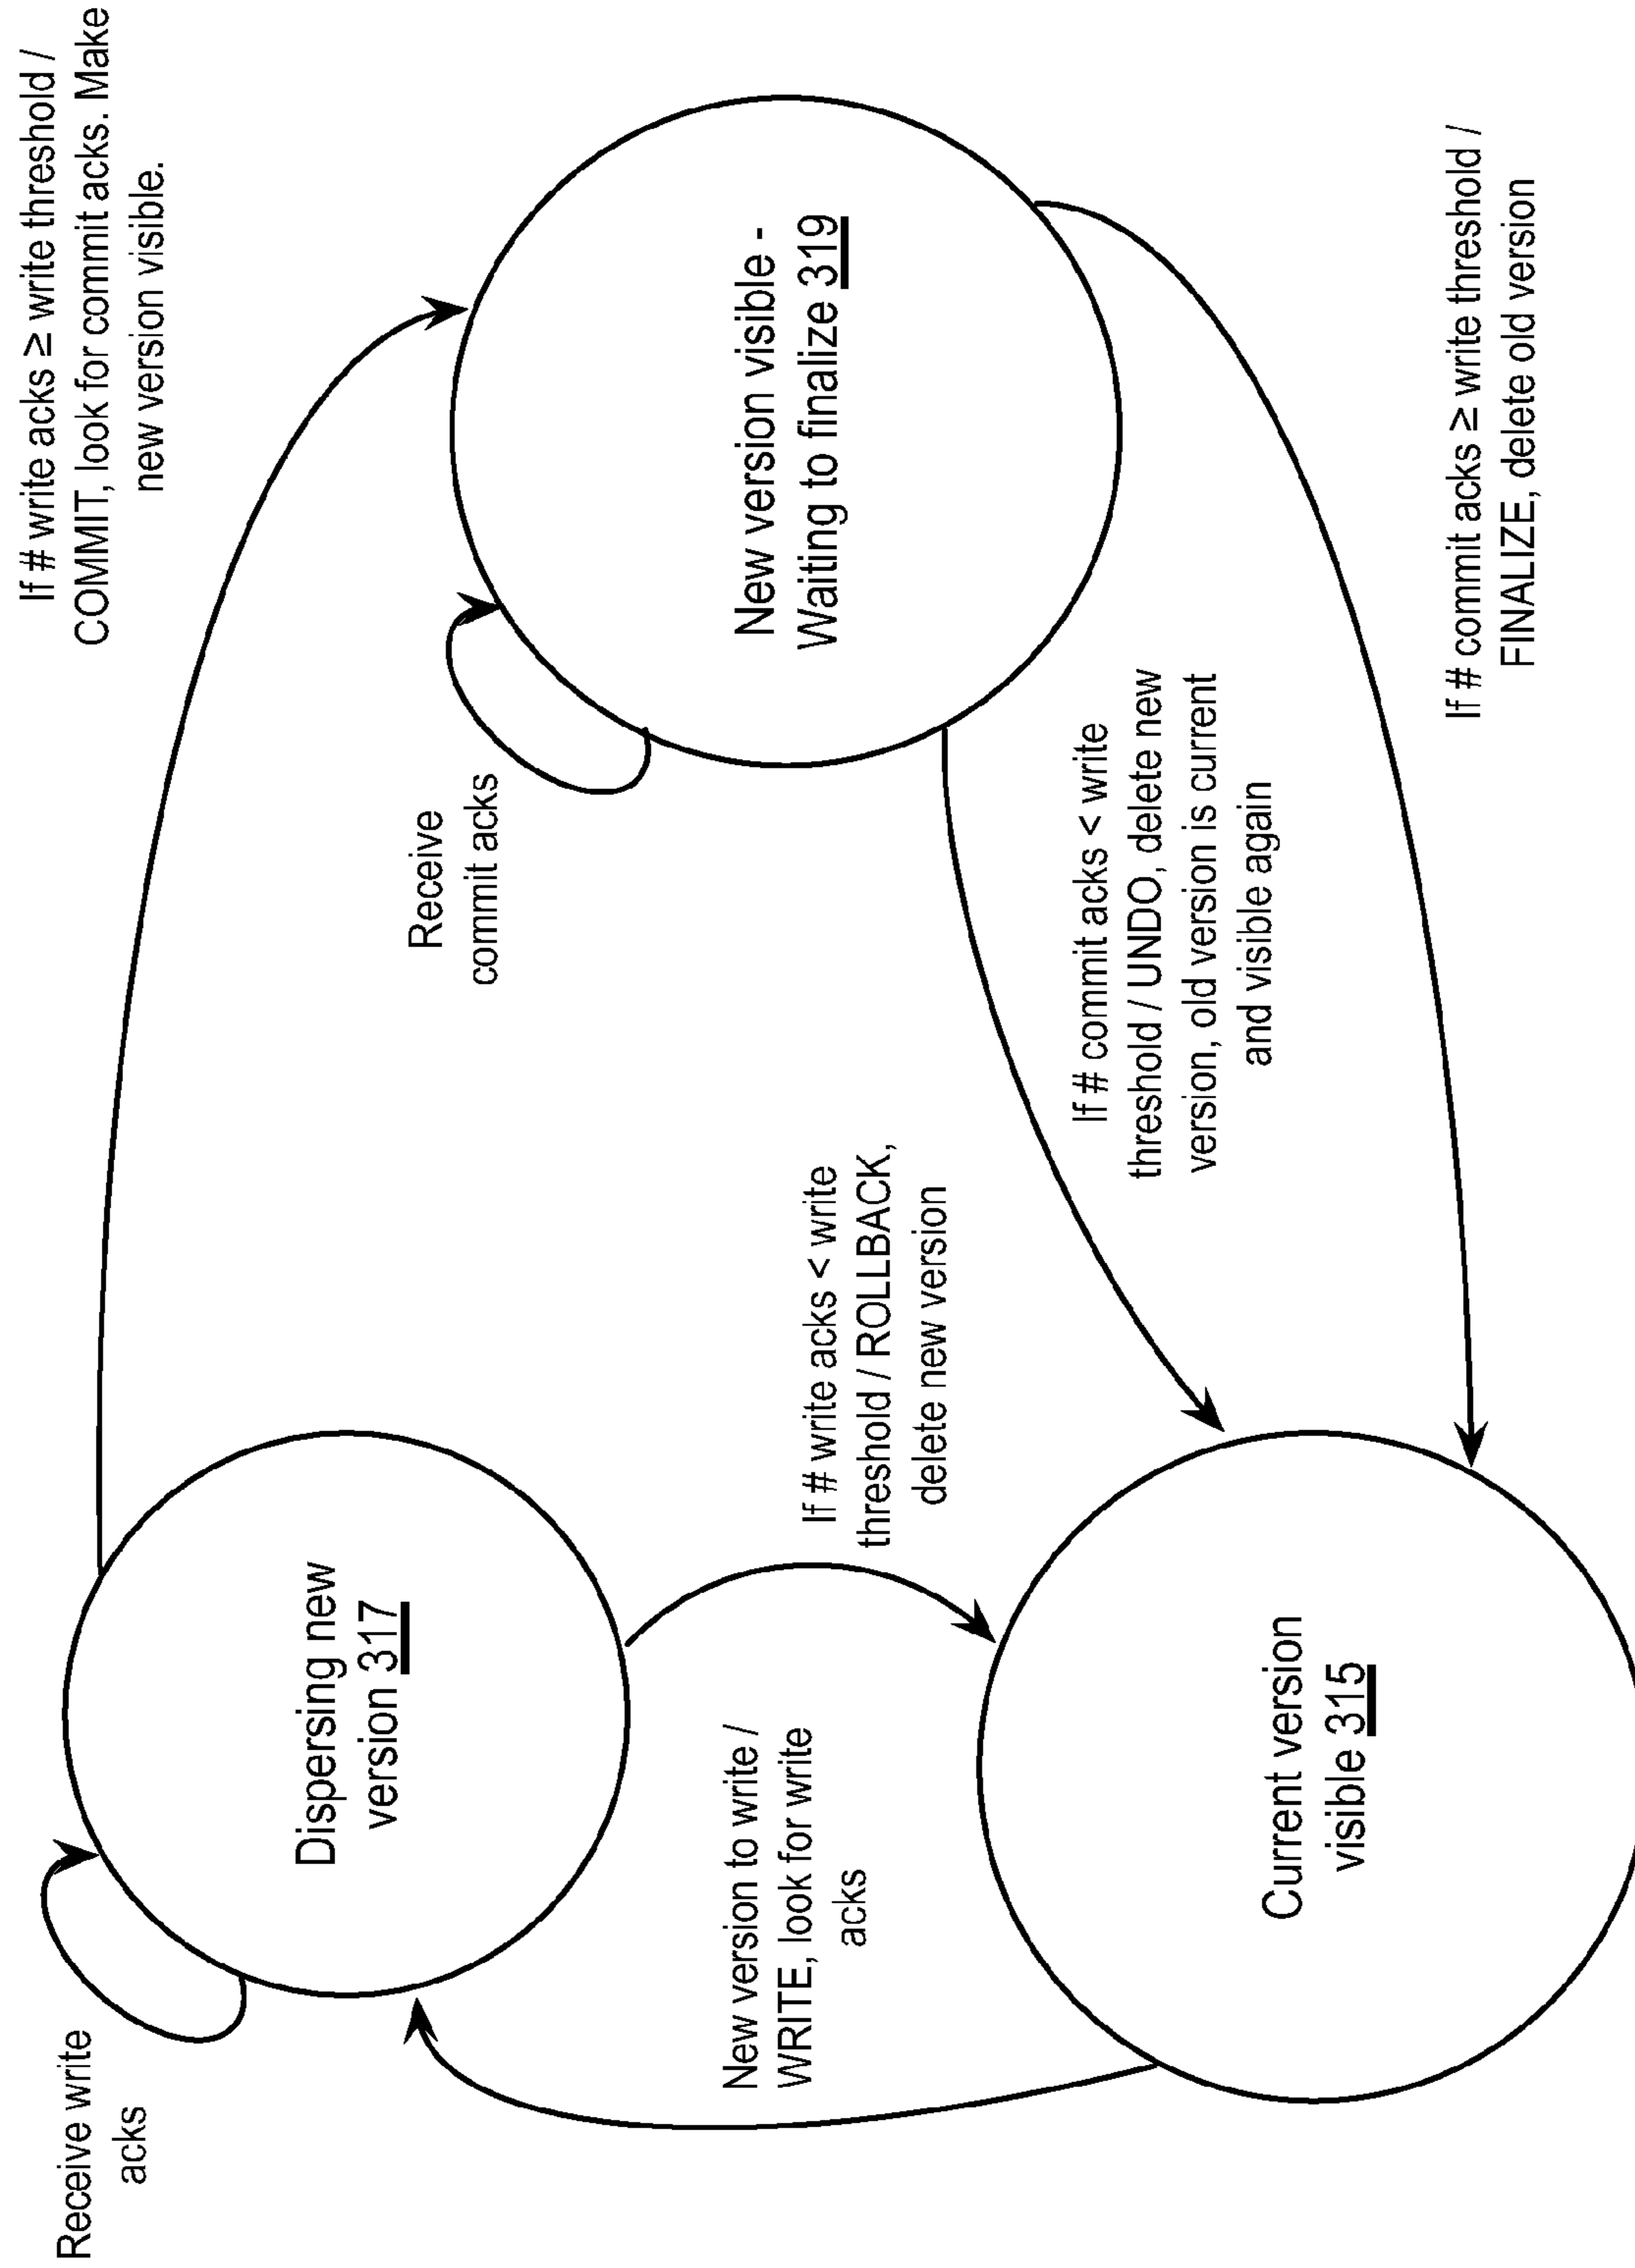 Receive write
acks
If # write acks ≥ write threshold /
COMMIT, look for commit acks. Make
new version visible.
Dispersing new
version 317
Receive
commit acks
New version visible -
Waiting to finalize 319
New version to write /
WRITE, look for write
acks
If # write acks < write
threshold / ROLLBACK,
delete new version
If # commit acks < write
threshold / UNDO, delete new
version, old version is current
and visible again
Current version
visible 315
If # commit acks ≥ write threshold /
FINALIZE, delete old version